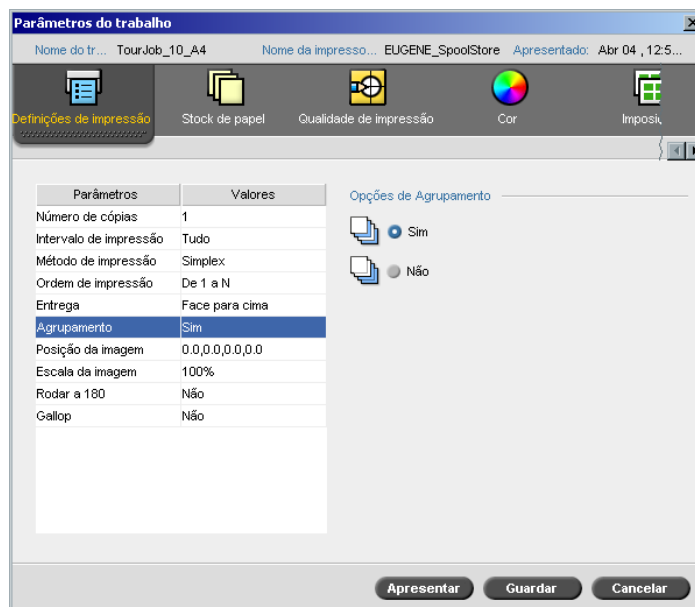 Parâmetros do trabalho
Nome do tr... TourJob_10_A4 Nome da impresso... EUGENE_SpoolStore Apresentado: Abr 04 , 12:5...
Definições de impressão Stock de papel Qualidade de impressão Cor Imposiç
Parâmetros Valores Opções de Agrupamento
Número de cópias 1
Sim
Intervalo de impressão Tudo
Método de impressão Simplex
Não
Ordem de impressão De 1 a N
Entrega Face para cima
Agrupamento Sim
Posição da imagem 0.0,0.0,0.0,0.0
Escala da imagem 100%
Rodar a 180 Não
Gallop Não
Apresentar Guardar Cancelar